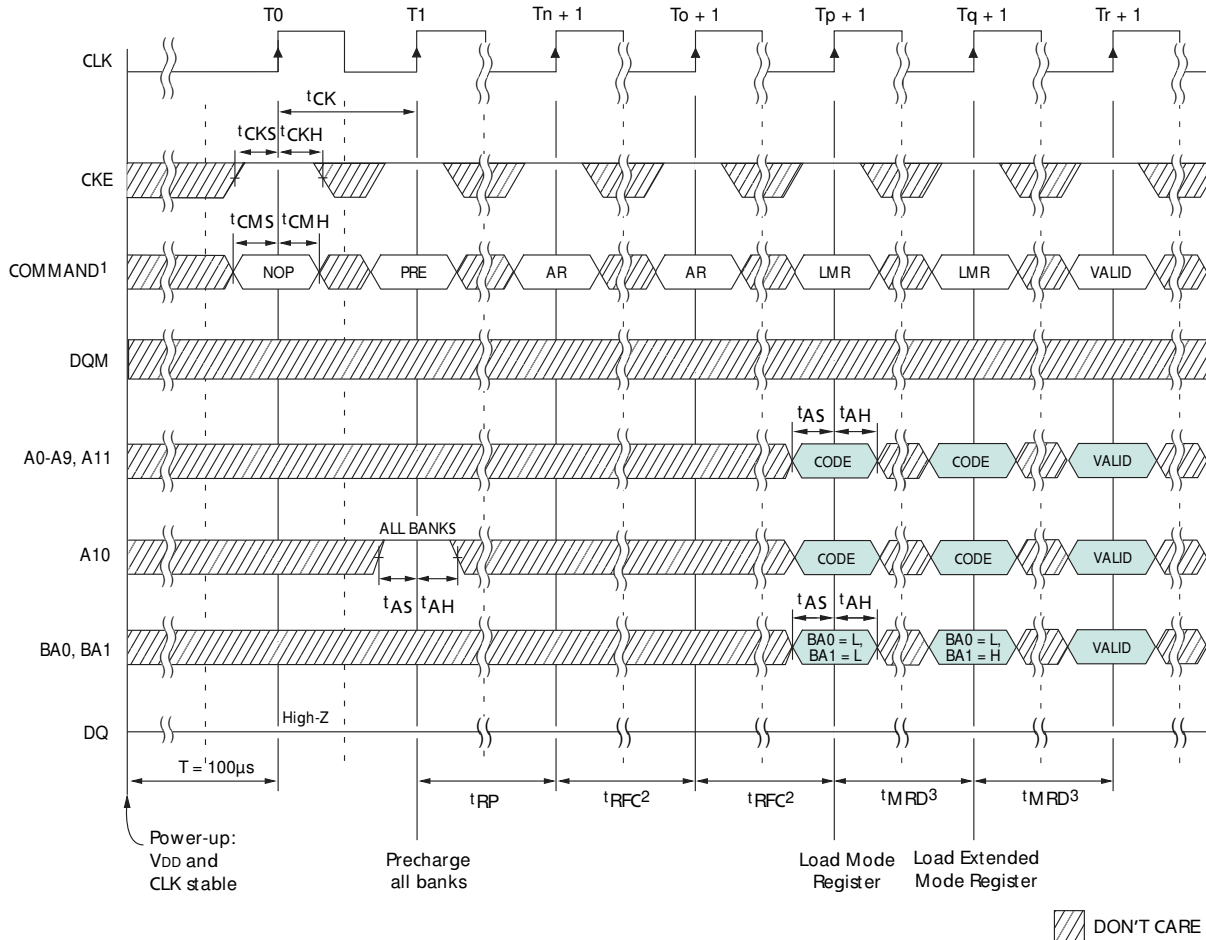 T0 T1 Tn + 1 To + 1 Tp + 1 Tq + 1 Tr + 1
CLK
tCK
tCKS tCKH
CKE
tCMS tCMH
COMMAND1 NOP PRE AR AR LMR LMR VALID
DQM
tAS tAH
A0-A9, A11 CODE CODE VALID
ALL BANKS
A10 CODE CODE VALID
tAS tAH tAS tAH
BA0, BA1 BA0 = L, BA1 = L BA0 = L, BA1 = H VALID
High-Z
DQ
T = 100µs
tRP tRFC2 tRFC2 tMRD3 tMRD3
Power-up:
VDD and
CLK stable
Precharge
all banks
Load Mode
Register
Load Extended
Mode Register
DON'T CARE